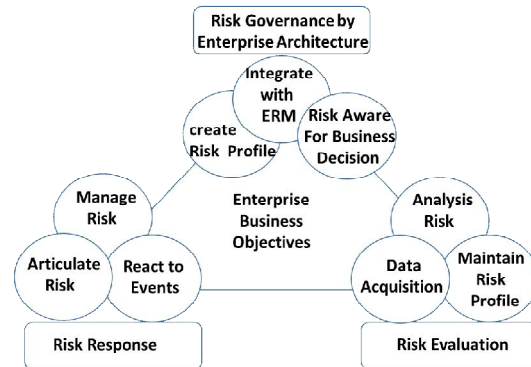 Risk Governance by
Enterprise Architecture
Integrate
with
ERM
create
Risk Profile
Risk Aware
For Business
Decision
Enterprise
Business
Objectives
Manage
Risk
Articulate
Risk
React to
Events
Analysis
Risk
Data
Acquisition
Maintain
Risk
Profile
Risk Response
Risk Evaluation